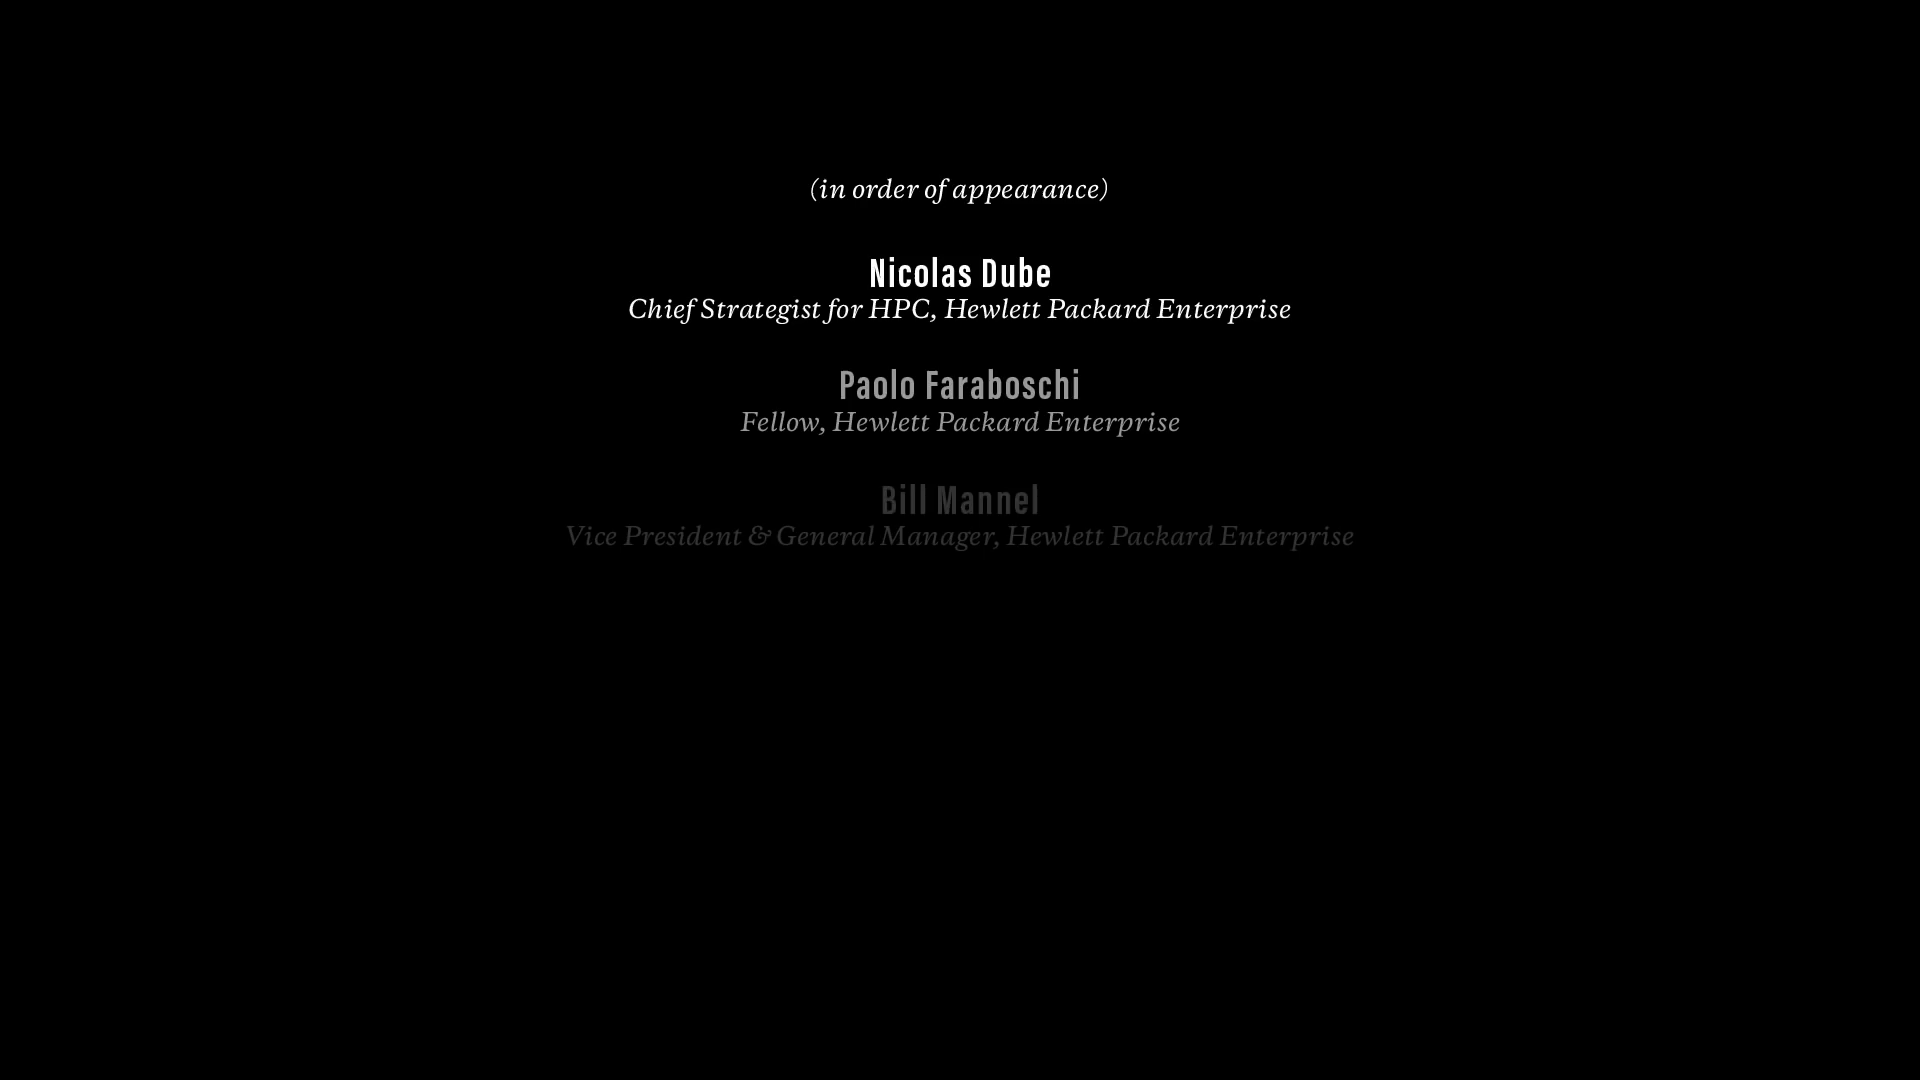 (in order of appearance)
Nicolas Dube
Chief Strategist for HPC, Hewlett Packard Enterprise
Paolo Faraboschi
Fellow, Hewlett Packard Enterprise
Bill Mannel
Vice President & General Manager, Hewlett Packard Enterprise